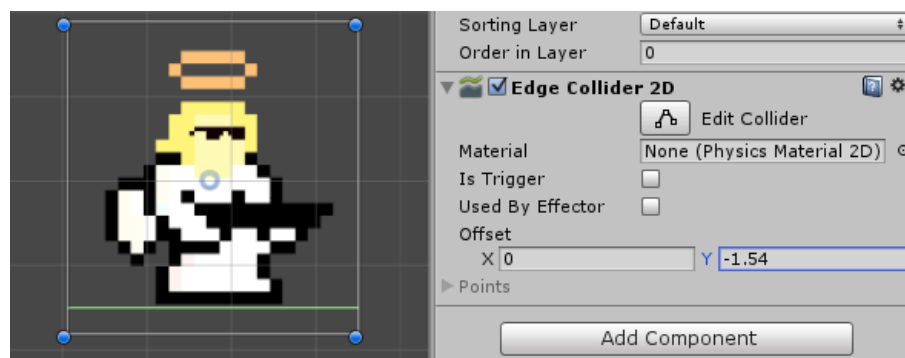 Sorting Layer Default
Order in Layer 0
Edge Collider 2D
Edit Collider
Material None (Physics Material 2D)
Is Trigger
Used By Effector
Offset
X 0 Y -1.54
Points
Add Component